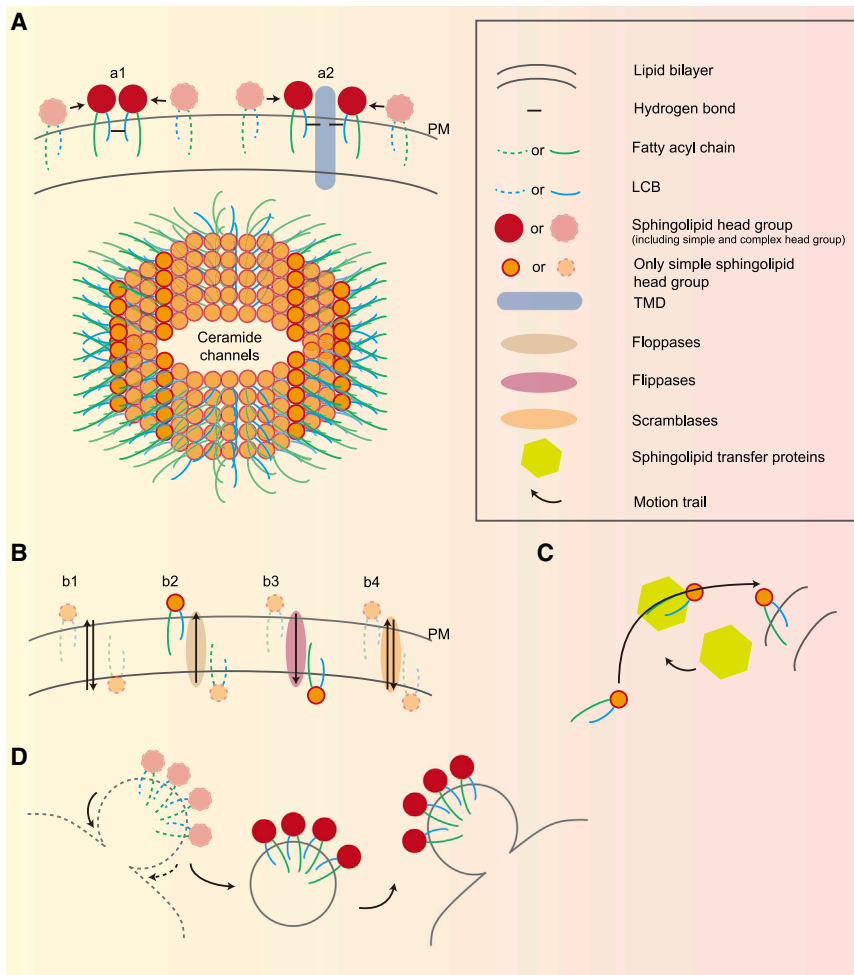 A
a1
a2
PM
Ceramide
channels
Lipid bilayer
Hydrogen bond
or
Fatty acyl chain
or
LCB
or
Sphingolipid head group
(including simple and complex head group)
or
Only simple sphingolipid
head group
TMD
Floppases
Flippases
Scramblases
Sphingolipid transfer proteins
Motion trail
B
b1
b2
b3
b4
PM
C
D